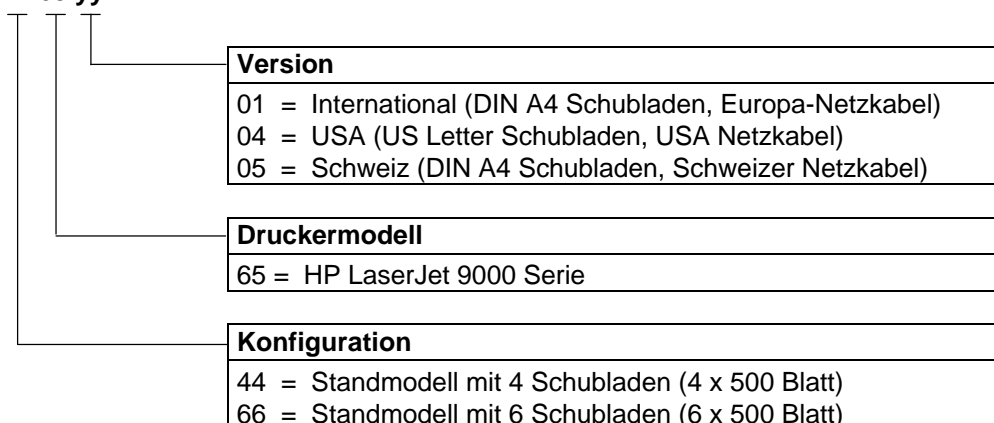 Version
01 = International (DIN A4 Schubladen, Europa-Netzkabel)
04 = USA (US Letter Schubladen, USA Netzkabel)
05 = Schweiz (DIN A4 Schubladen, Schweizer Netzkabel)
Druckermodell
65 = HP LaserJet 9000 Serie
Konfiguration
44 = Standmodell mit 4 Schubladen (4 x 500 Blatt)
66 = Standmodell mit 6 Schubladen (6 x 500 Blatt)